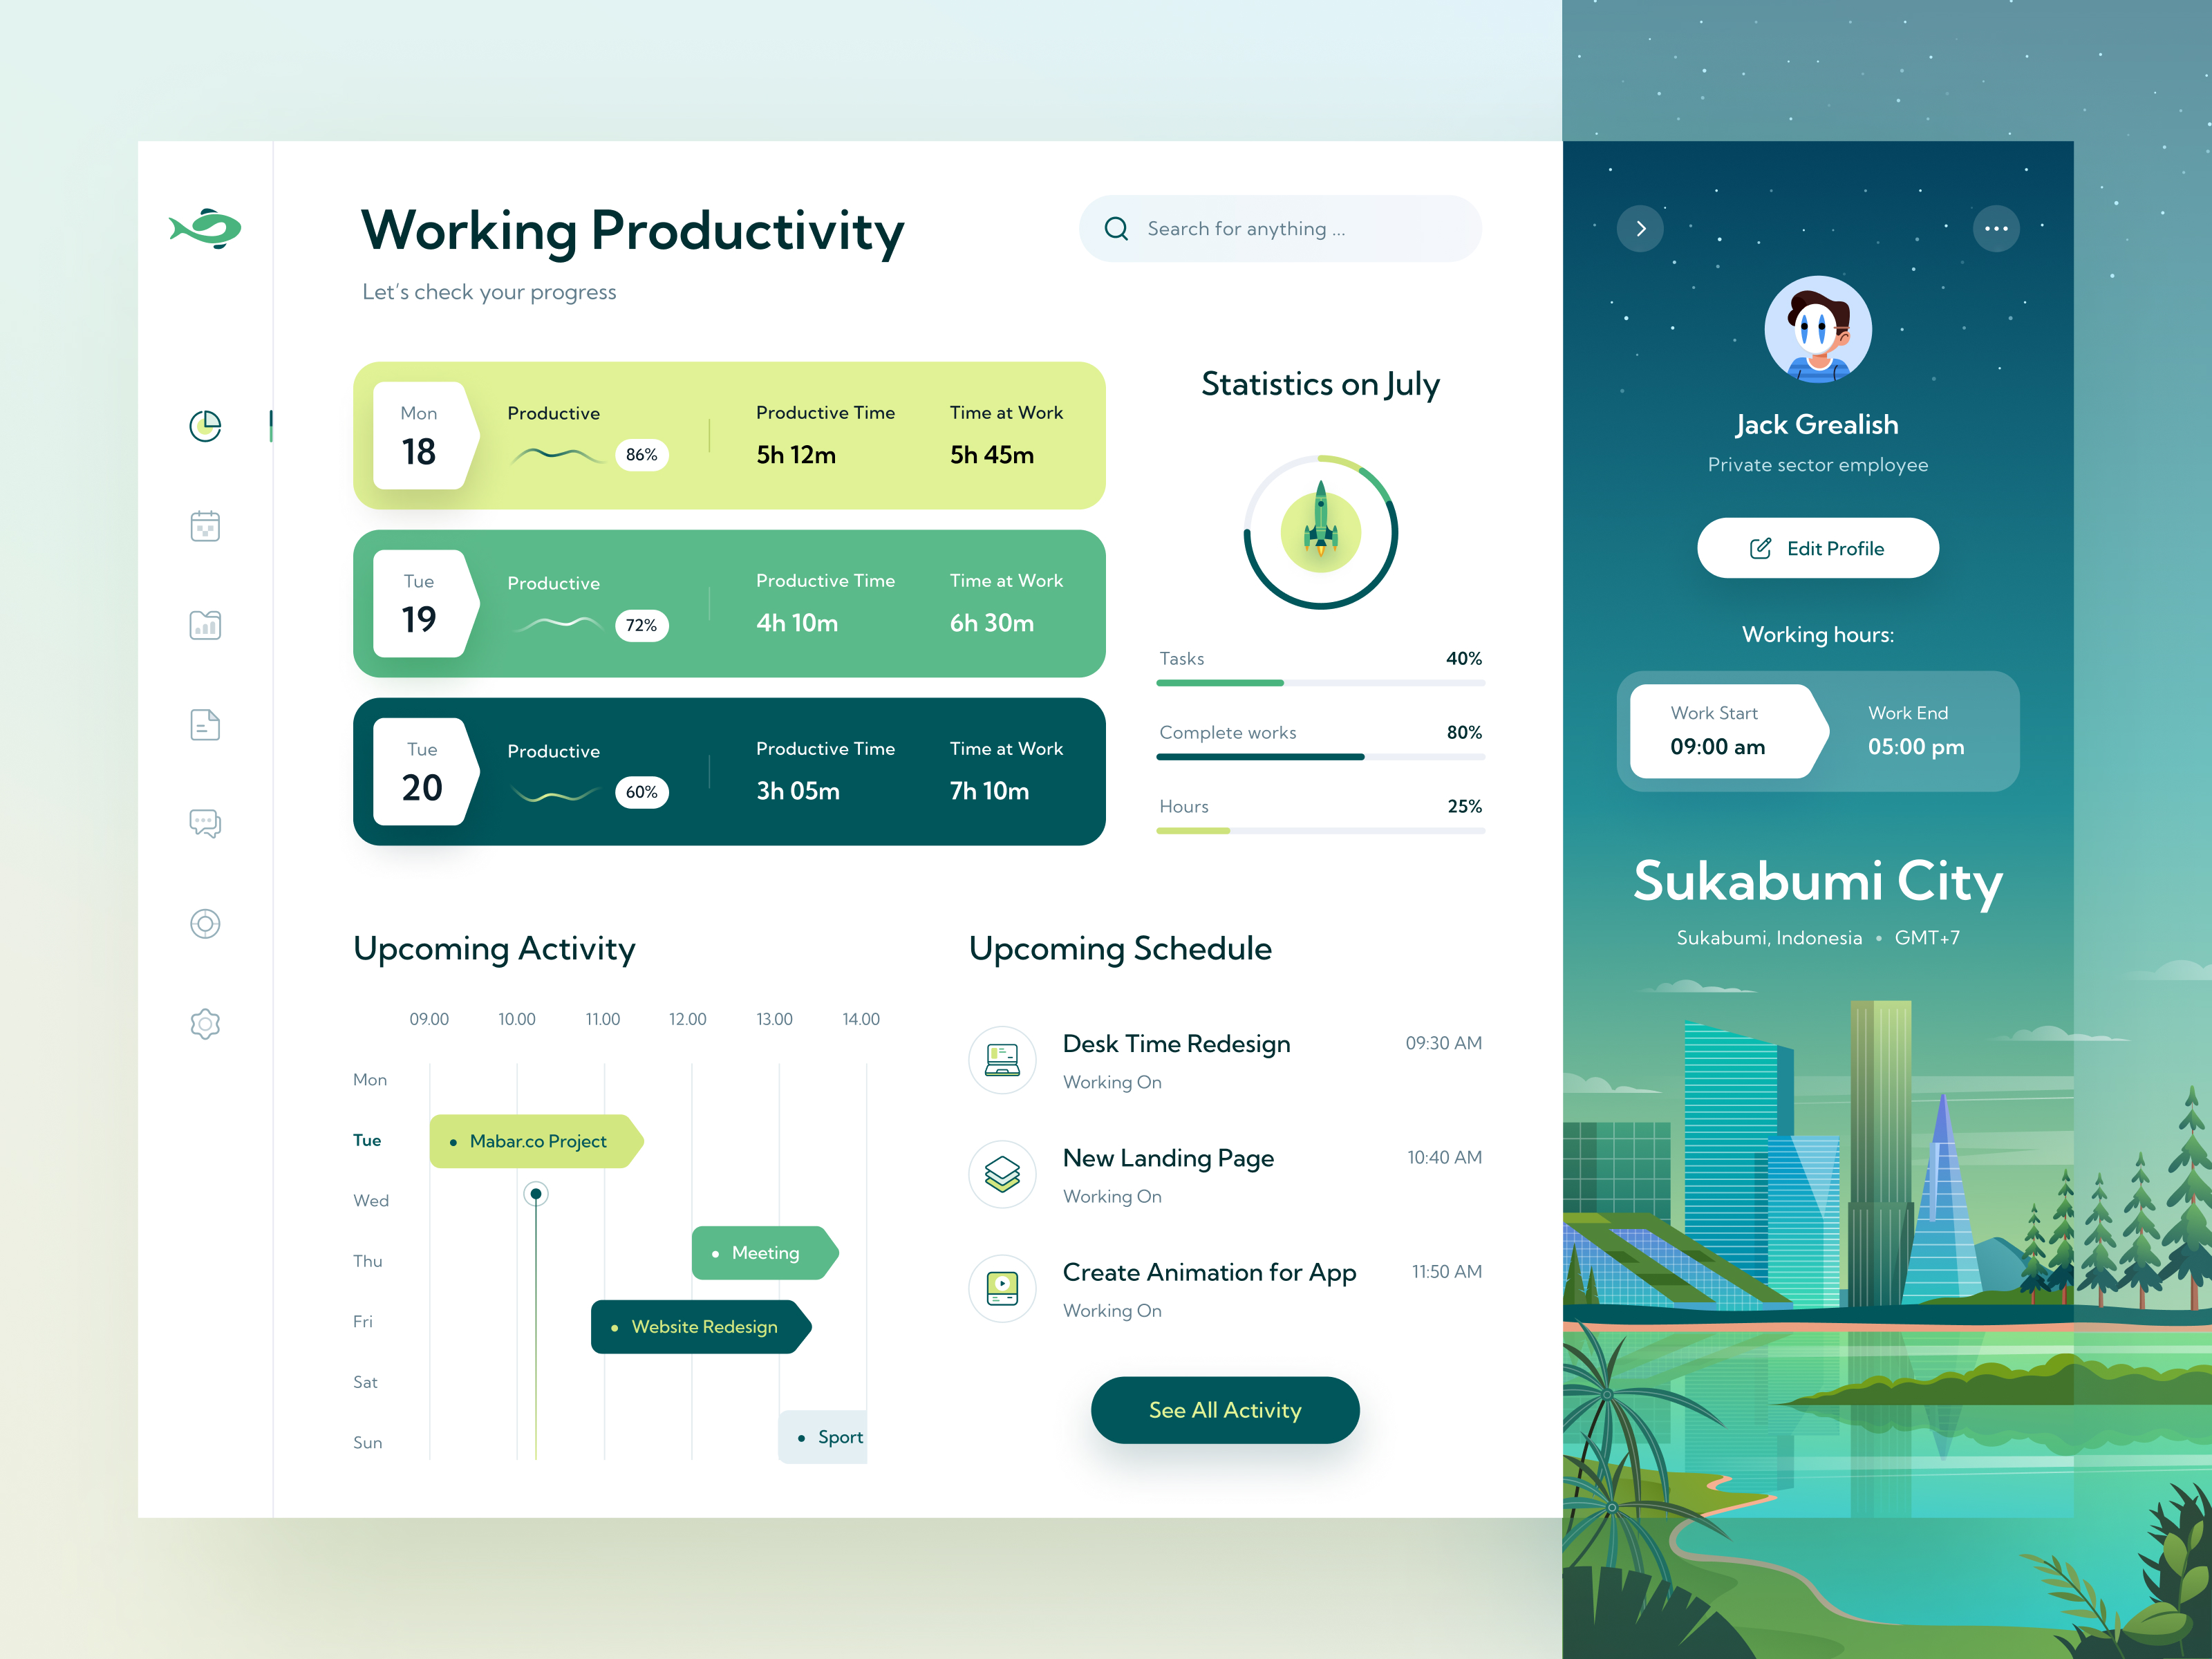 Working Productivity
Let's check your progress
Search for anything ...
Mon
18
Productive
86%
Productive Time
5h 12m
Time at Work
5h 45m
Tue
19
Productive
72%
Productive Time
4h 10m
Time at Work
6h 30m
Tue
20
Productive
60%
Productive Time
3h 05m
Time at Work
7h 10m
Statistics on July
Tasks 40%
Complete works 80%
Hours 25%
Upcoming Activity
09.00 10.00 11.00 12.00 13.00 14.00
Mon
Tue
Wed
Thu
Fri
Sat
Sun
Mabar.co Project
Meeting
Website Redesign
Sport
Upcoming Schedule
Desk Time Redesign 09:30 AM
Working On
New Landing Page 10:40 AM
Working On
Create Animation for App 11:50 AM
Working On
See All Activity
Jack Grealish
Private sector employee
Edit Profile
Working hours:
Work Start
09:00 am
Work End
05:00 pm
Sukabumi City
Sukabumi, Indonesia • GMT+7